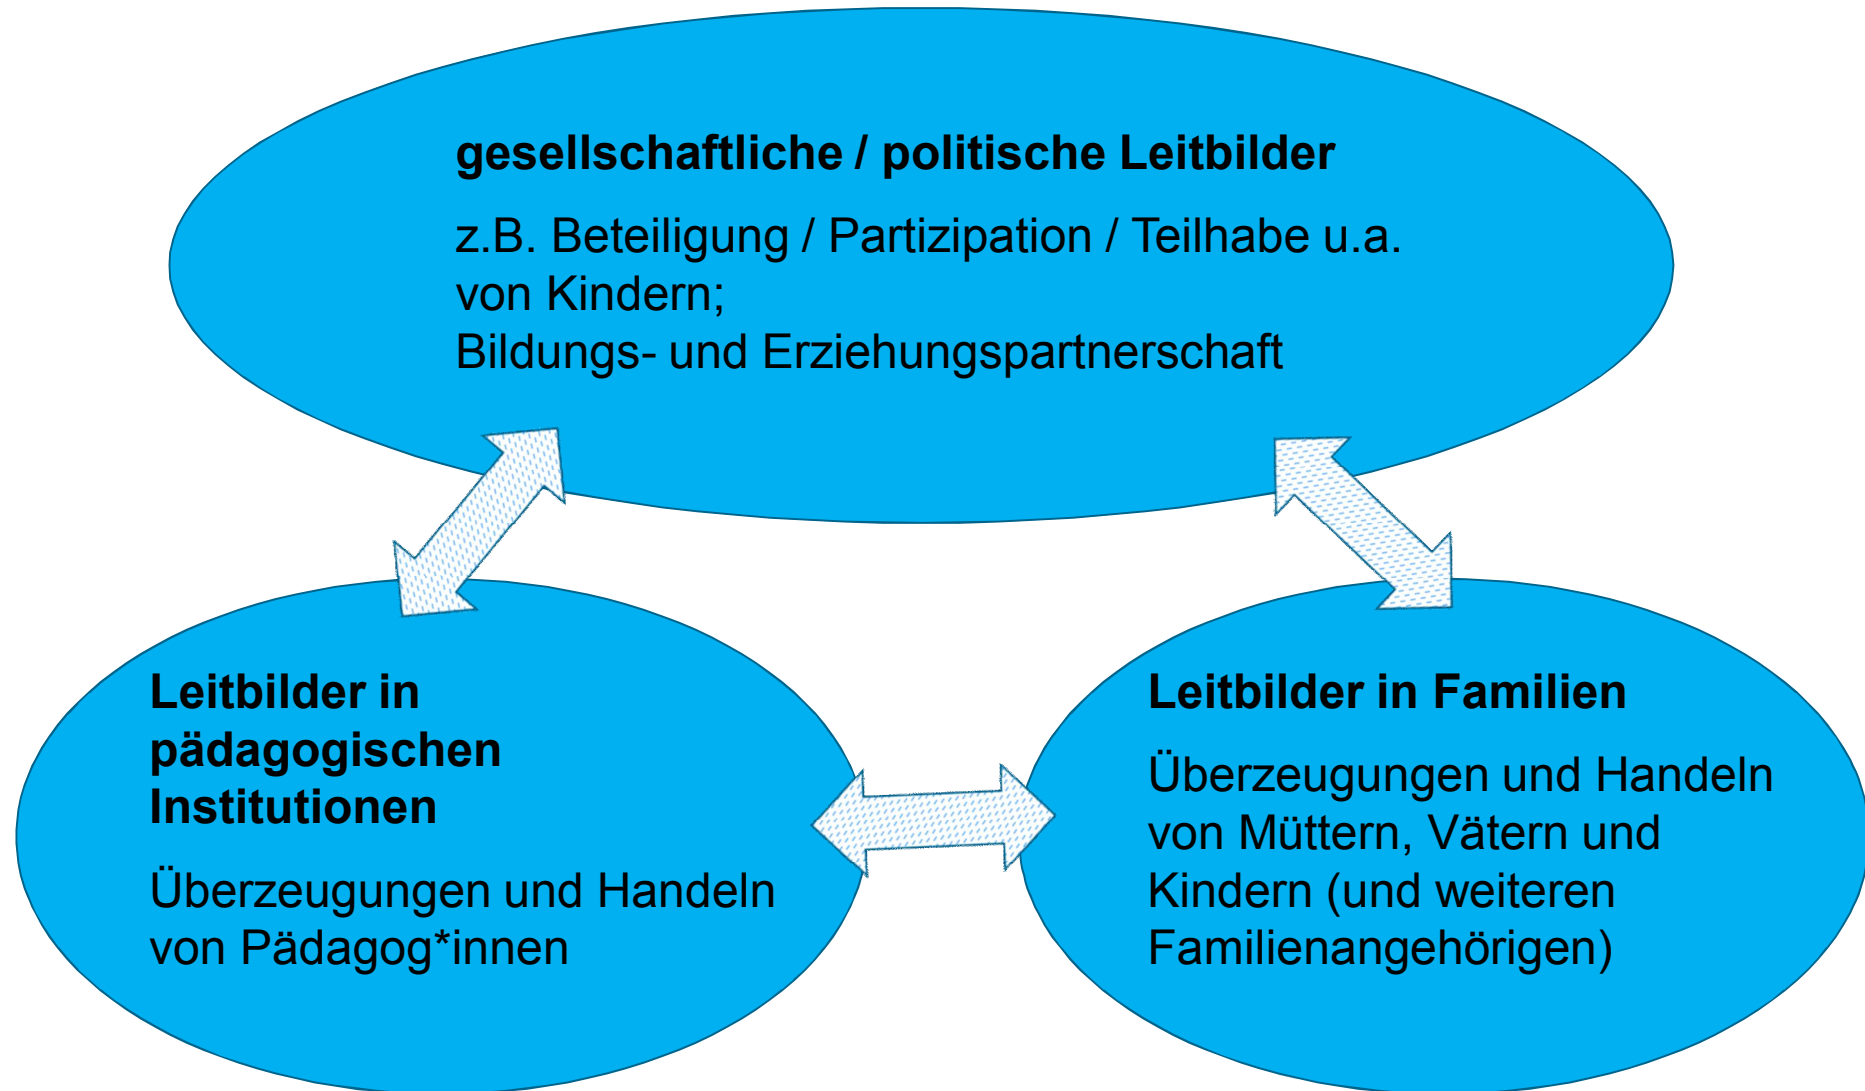 gesellschaftliche / politische Leitbilder
z.B. Beteiligung / Partizipation / Teilhabe u.a.
von Kindern;
Bildungs- und Erziehungspartnerschaft
Leitbilder in
pädagogischen
Institutionen
Überzeugungen und Handeln
von Pädagog*innen
Leitbilder in Familien
Überzeugungen und Handeln
von Müttern, Vätern und
Kindern (und weiteren
Familienangehörigen)